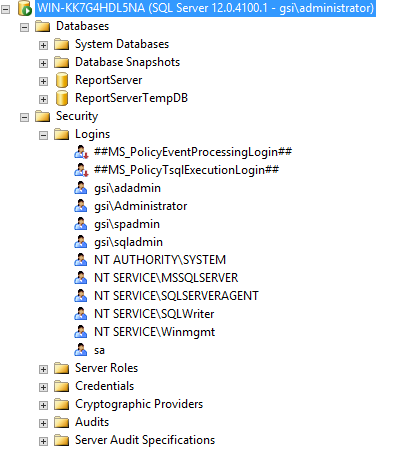 WIN-KK7G4HDL5NA (SQL Server 12.0.4100.1 - gsi\administrator)
Databases
System Databases
Database Snapshots
ReportServer
ReportServerTempDB
Security
Logins
##MS_PolicyEventProcessingLogin##
##MS_PolicyTsqlExecutionLogin##
gsi\adadmin
gsi\Administrator
gsi\spadmin
gsi\sqladmin
NT AUTHORITY\SYSTEM
NT SERVICE\MSSQLSERVER
NT SERVICE\SQLSERVERAGENT
NT SERVICE\SQLWriter
NT SERVICE\Winmgmt
sa
Server Roles
Credentials
Cryptographic Providers
Audits
Server Audit Specifications